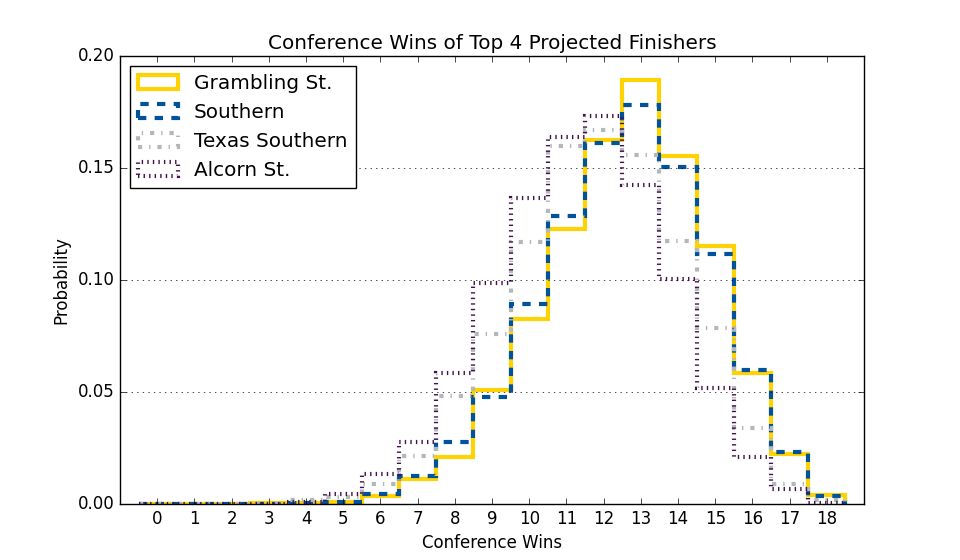 Conference Wins of Top 4 Projected Finishers
0.20
0.15
0.10
0.05
0.00
Probability
Grambling St.
Southern
Texas Southern
Alcorn St.
0 1 2 3 4 5 6 7 8 9 10 11 12 13 14 15 16 17 18
Conference Wins